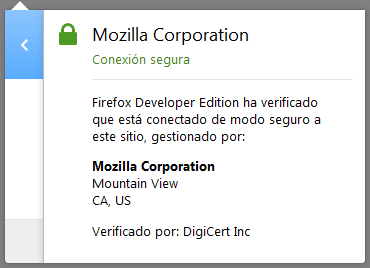 Mozilla Corporation
Conexión segura
Firefox Developer Edition ha verificado
que está conectado de modo seguro a
este sitio, gestionado por:
Mozilla Corporation
Mountain View
CA, US
Verificado por: DigiCert Inc